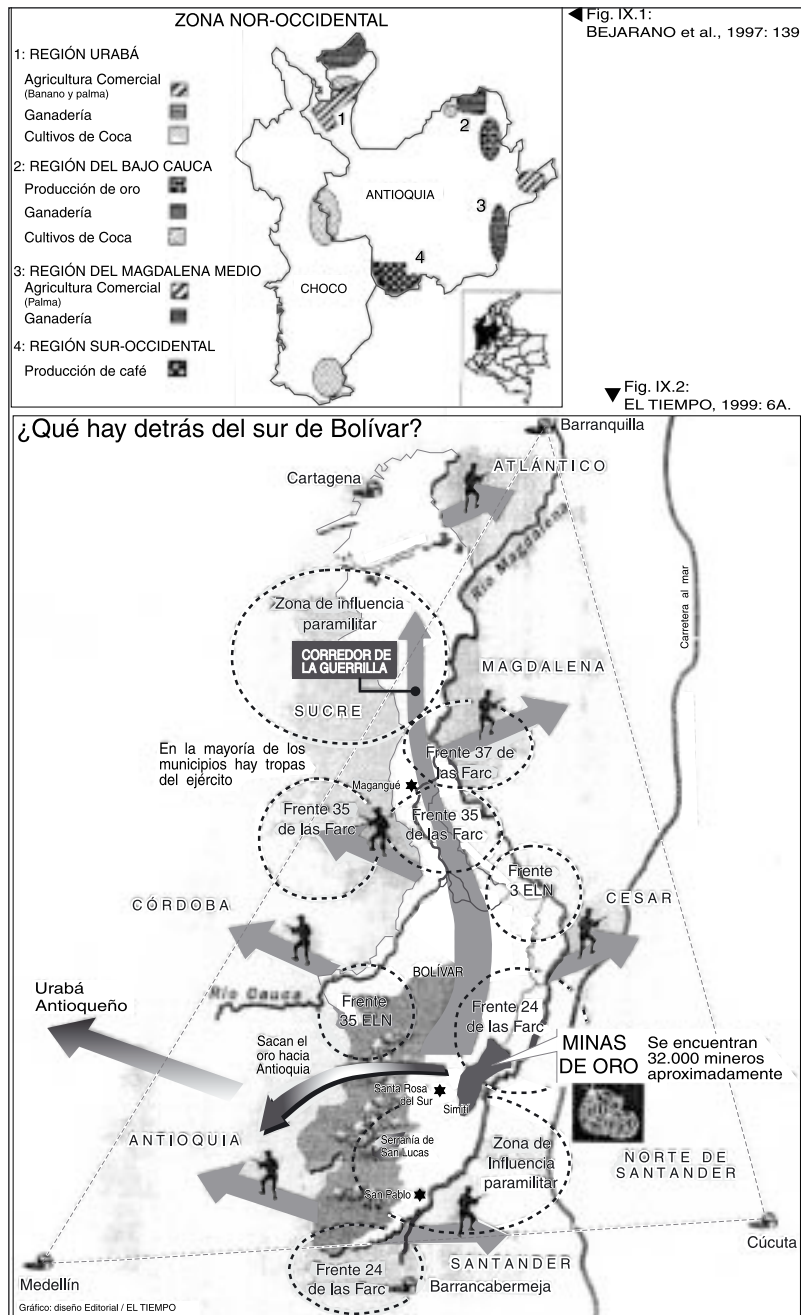 ZONA NOR-OCCIDENTAL
Fig. IX.1:
BEJARANO et al., 1997: 139
1: REGIÓN URABÁ
Agricultura Comercial
(Banano y palma)
Ganadería
Cultivos de Coca
2: REGIÓN DEL BAJO CAUCA
Producción de oro
Ganadería
Cultivos de Coca
3: REGIÓN DEL MAGDALENA MEDIO
Agricultura Comercial
(Palma)
Ganadería
4: REGIÓN SUR-OCCIDENTAL
Producción de café
1
2
ANTIOQUIA
3
4
CHOCO
Fig. IX.2:
EL TIEMPO, 1999: 6A.
¿Qué hay detrás del sur de Bolívar?
Barranquilla
ATLÁNTICO
Cartagena
Río Magdalena
Carretera al mar
Zona de influencia
paramilitar
CORREDOR DE
LA GUERRILLA
MAGDALENA
SUCRE
En la mayoría de los
municipios hay tropas
del ejército
Frente 37 de
las Farc
Magangué
Frente 35
de las Farc
Frente 35
de las Farc
Frente
3 ELN
CÓRDOBA
CESAR
BOLÍVAR
Urabá
Antioqueño
Río Cauca
Frente
35 ELN
Frente 24
de las Farc
Sacan el
oro hacia
Antioquia
MINAS
DE ORO
Se encuentran
32.000 mineros
aproximadamente
Santa Rosa
del Sur
Simití
ANTIOQUIA
Serranía de
San Lucas
Zona de
Influencia
paramilitar
NORTE DE
SANTANDER
San Pablo
Cúcuta
SANTANDER
Medellín
Frente 24
de las Farc
Barrancabermeja
Gráfico: diseño Editorial / EL TIEMPO